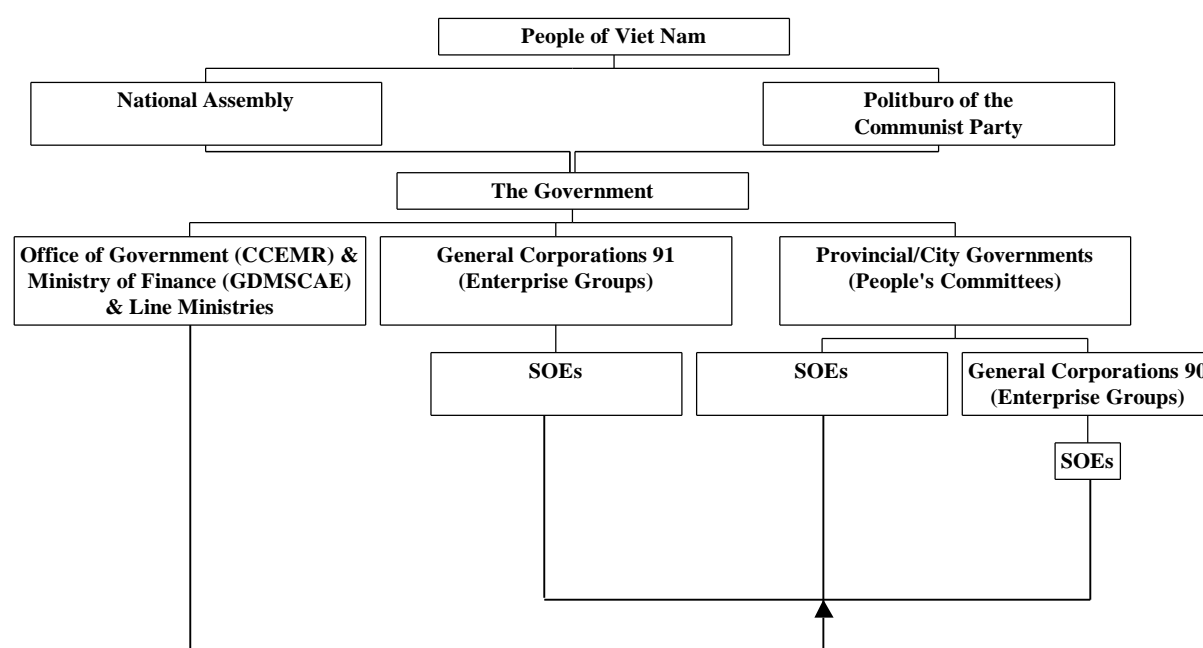 People of Viet Nam
National Assembly
Politburo of the
Communist Party
The Government
Office of Government (CCEMR) &
Ministry of Finance (GDMSCAE)
& Line Ministries
General Corporations 91
(Enterprise Groups)
Provincial/City Governments
(People's Committees)
SOEs
SOEs
General Corporations 90
(Enterprise Groups)
SOEs